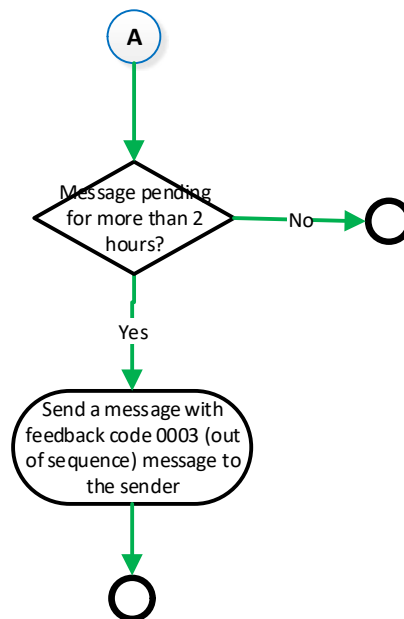 A
Message pending
for more than 2
hours?
No
Yes
Send a message with
feedback code 0003 (out
of sequence) message to
the sender